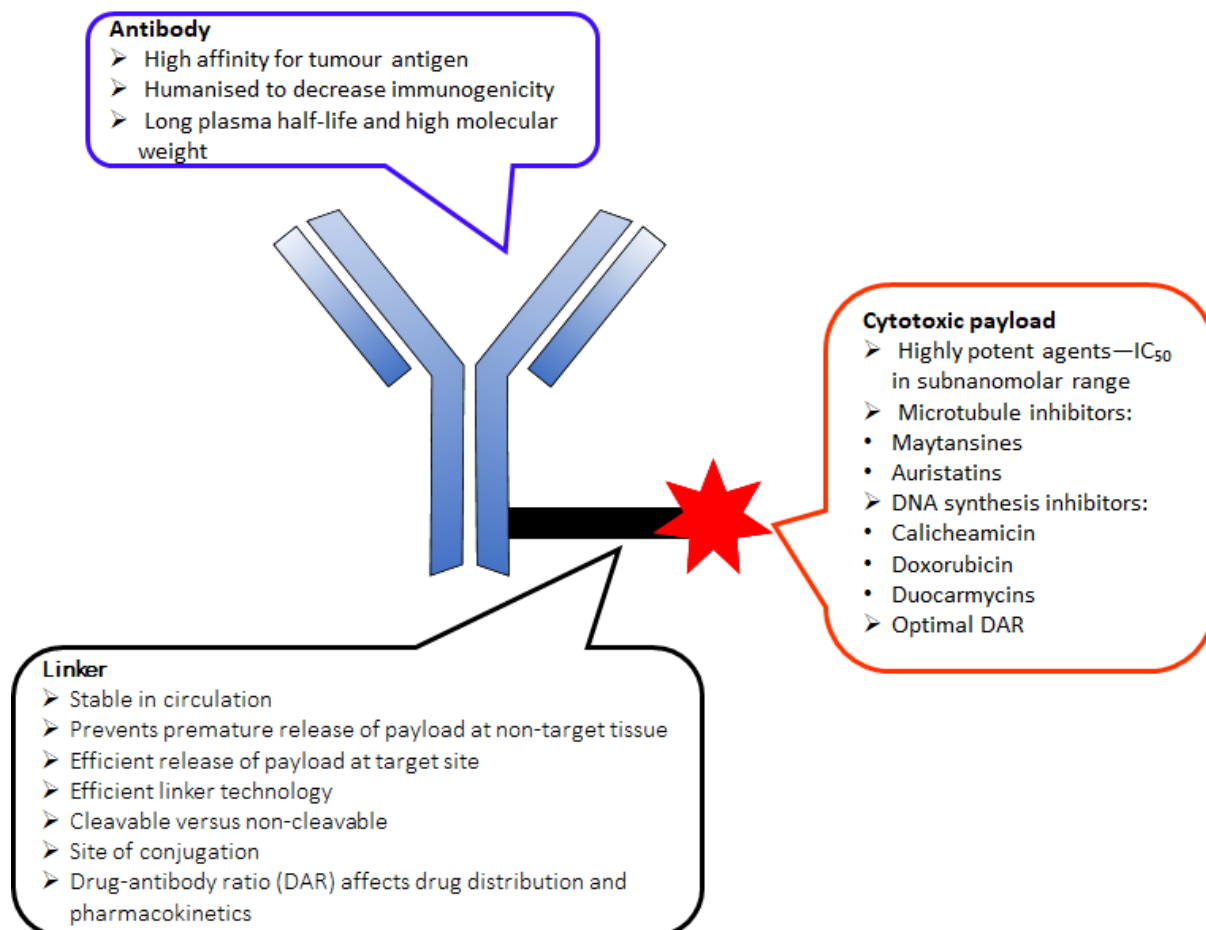 Antibody
➢ High affinity for tumour antigen
➢ Humanised to decrease immunogenicity
➢ Long plasma half-life and high molecular
weight
Cytotoxic payload
➢ Highly potent agents—IC₅₀
in subnanomolar range
➢ Microtubule inhibitors:
• Maytansines
• Auristatins
➢ DNA synthesis inhibitors:
• Calicheamicin
• Doxorubicin
• Duocarmycins
➢ Optimal DAR
Linker
➢ Stable in circulation
➢ Prevents premature release of payload at non-target tissue
➢ Efficient release of payload at target site
➢ Efficient linker technology
➢ Cleavable versus non-cleavable
➢ Site of conjugation
➢ Drug-antibody ratio (DAR) affects drug distribution and
pharmacokinetics